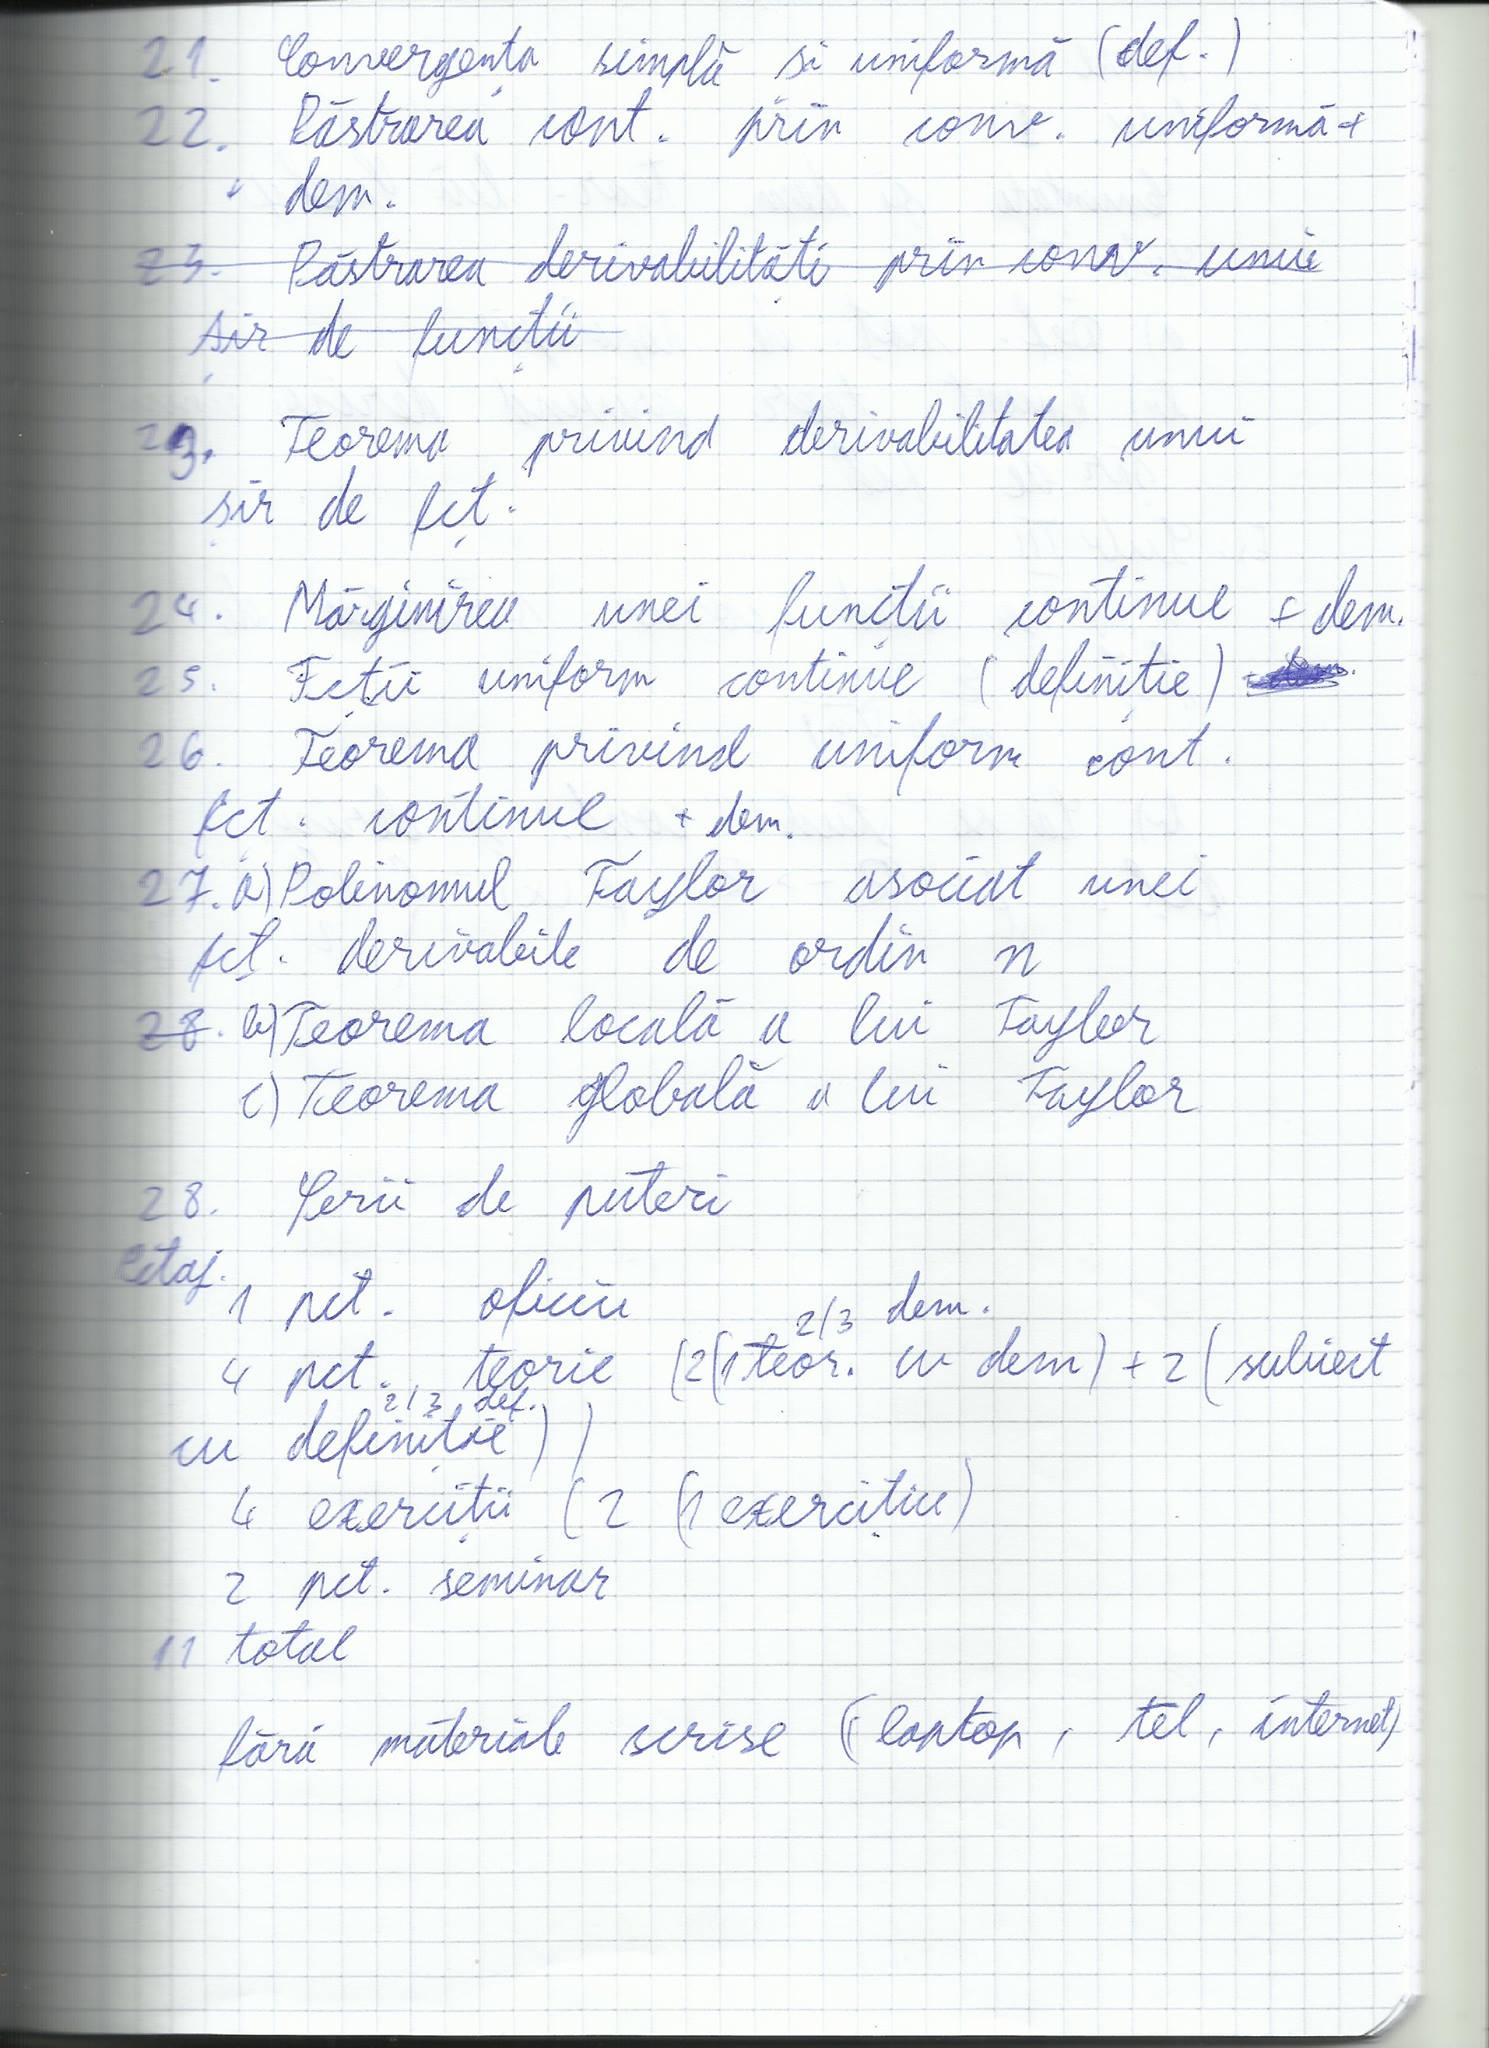 21. Convergența simplă si uniformă (def.)
22. Păstrarea cont. prin conv. uniformă +
dem.
23. Păstrarea derivabilității prin conv. unui
șir de funcții
23. Teorema privind derivabilitatea unui
șir de fct.
24. Mărginirea unei funcții continue + dem.
25. Fcții uniform continue (definiție)
26. Teorema privind uniform cont.
fct. continue + dem.
27. a) Polinomul Taylor asociat unei
fct. derivabile de ordin n
28. b) Teorema locală a lui Taylor
c) Teorema globală a lui Taylor
28. Serii de puteri
1 pct. oficiu
2/3 dem.
4 pct. teorie (2(1 teor. cu dem) + 2 (subiect
2/3 def.
cu definiție))
4 exerciții (2 (1 exercițiu)
2 pct. seminar
11 total
fără materiale scrise (laptop, tel, internet)